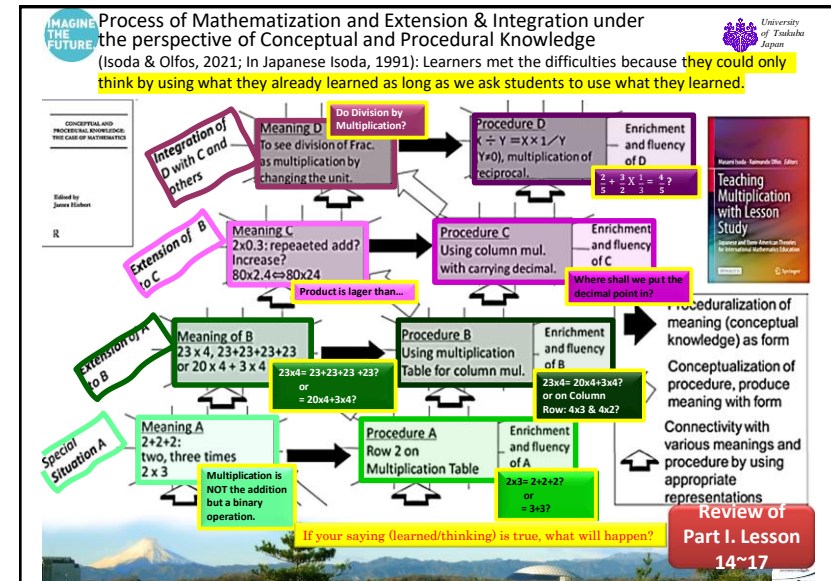 IMAGINE
THE
FUTURE.
Process of Mathematization and Extension & Integration under
the perspective of Conceptual and Procedural Knowledge
(Isoda & Olfos, 2021; In Japanese Isoda, 1991): Learners met the difficulties because they could only
think by using what they already learned as long as we ask students to use what they learned.
University
of Tsukuba
Japan
CONCEPTUAL AND
PROCEDURAL KNOWLEDGE:
THE CASE OF MATHEMATICS
Edited by
James Hiebert
R
Integration of
D with C and
others
Meaning D
To see division of Frac.
as multiplication by
changing the unit.
Do Division by
Multiplication?
Procedure D
X ÷ Y =X×1/Y
(Y≠0), multiplication of
reciprocal.
Enrichment
and fluency
of D
2/5 + 3/2 X 1/3 = 4/5 ?
Masami Isoda · Raimundo Olfos Editors
Teaching
Multiplication
with Lesson
Study
Japanese and Ibero-American Theories
for International Mathematics Education
Springer
Extension of B
to C
Meaning C
2x0.3: repeaeted add?
Increase?
80x2.4⇔80x24
Product is lager than...
Procedure C
Using column mul.
with carrying decimal.
Enrichment
and fluency
of C
Where shall we put the
decimal point in?
Extension of A
to B
Meaning of B
23 x 4, 23+23+23+23
or 20 x 4 + 3 x 4
23x4= 23+23+23 +23?
or
= 20x4+3x4?
Procedure B
Using multiplication
Table for column mul.
Enrichment
and fluency
of B
23x4= 20x4+3x4?
or on Column
Row: 4x3 & 4x2?
Special
Situation A
Meaning A
2+2+2:
two, three times
2 x 3
Multiplication is
NOT the addition
but a binary
operation.
Procedure A
Row 2 on
Multiplication Table
Enrichment
and fluency
of A
2x3= 2+2+2?
or
= 3+3?
Proceduralization of
meaning (conceptual
knowledge) as form
Conceptualization of
procedure, produce
meaning with form
Connectivity with
various meanings and
procedure by using
appropriate
representations
If your saying (learned/thinking) is true, what will happen?
Review of
Part I. Lesson
14~17